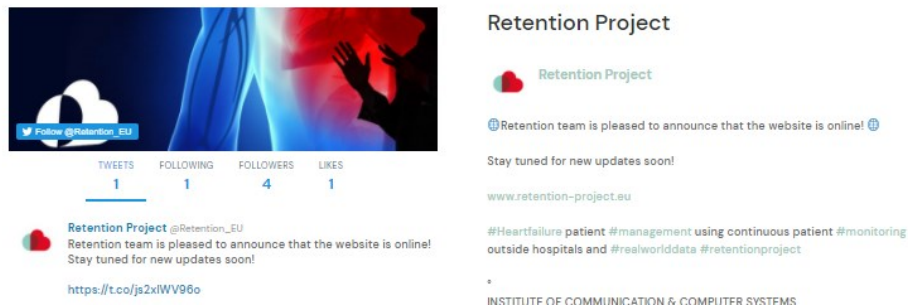 Follow @Retention_EU
TWEETS FOLLOWING FOLLOWERS LIKES
1 1 4 1
Retention Project @Retention_EU
Retention team is pleased to announce that the website is online!
Stay tuned for new updates soon!
https://t.co/js2xIWV96o
Retention Project
Retention Project
🌐Retention team is pleased to announce that the website is online! 🌐
Stay tuned for new updates soon!
www.retention-project.eu
#Heartfailure patient #management using continuous patient #monitoring
outside hospitals and #realworlddata #retentionproject
INSTITUTE OF COMMUNICATION & COMPUTER SYSTEMS